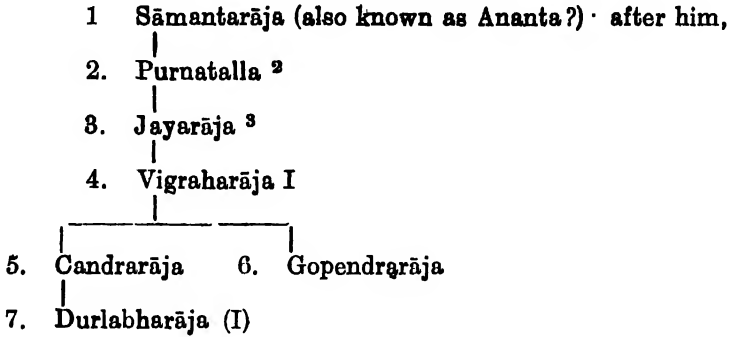 1 Sāmantarāja (also known as Ananta?) · after him,
2. Purnatalla ²
3. Jayarāja ³
4. Vigraharāja I
5. Candrarāja 6. Gopendrarāja
7. Durlabharāja (I)